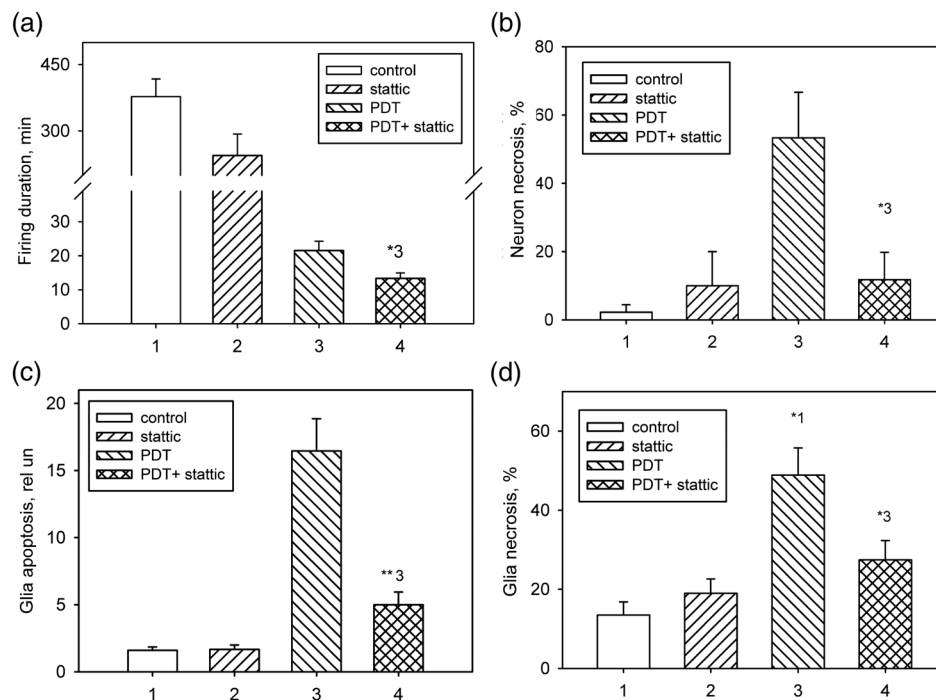 (a)
450
300
30
20
10
0
Firing duration, min
control
stattic
PDT
PDT+ stattic
*3
1 2 3 4
(b)
80
60
40
20
0
Neuron necrosis, %
control
stattic
PDT
PDT+ stattic
*3
1 2 3 4
(c)
20
15
10
5
0
Glia apoptosis, rel un
control
stattic
PDT
PDT+ stattic
** 3
1 2 3 4
(d)
60
40
20
0
Glia necrosis, %
control
stattic
PDT
PDT+ stattic
*1
*3
1 2 3 4